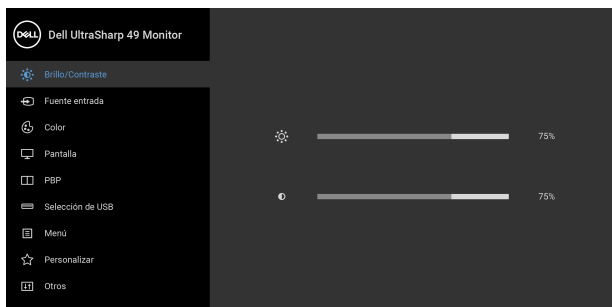 DELL Dell UltraSharp 49 Monitor
Brillo/Contraste
Fuente entrada
Color
75%
Pantalla
PBP
75%
Selección de USB
Menú
Personalizar
Otros